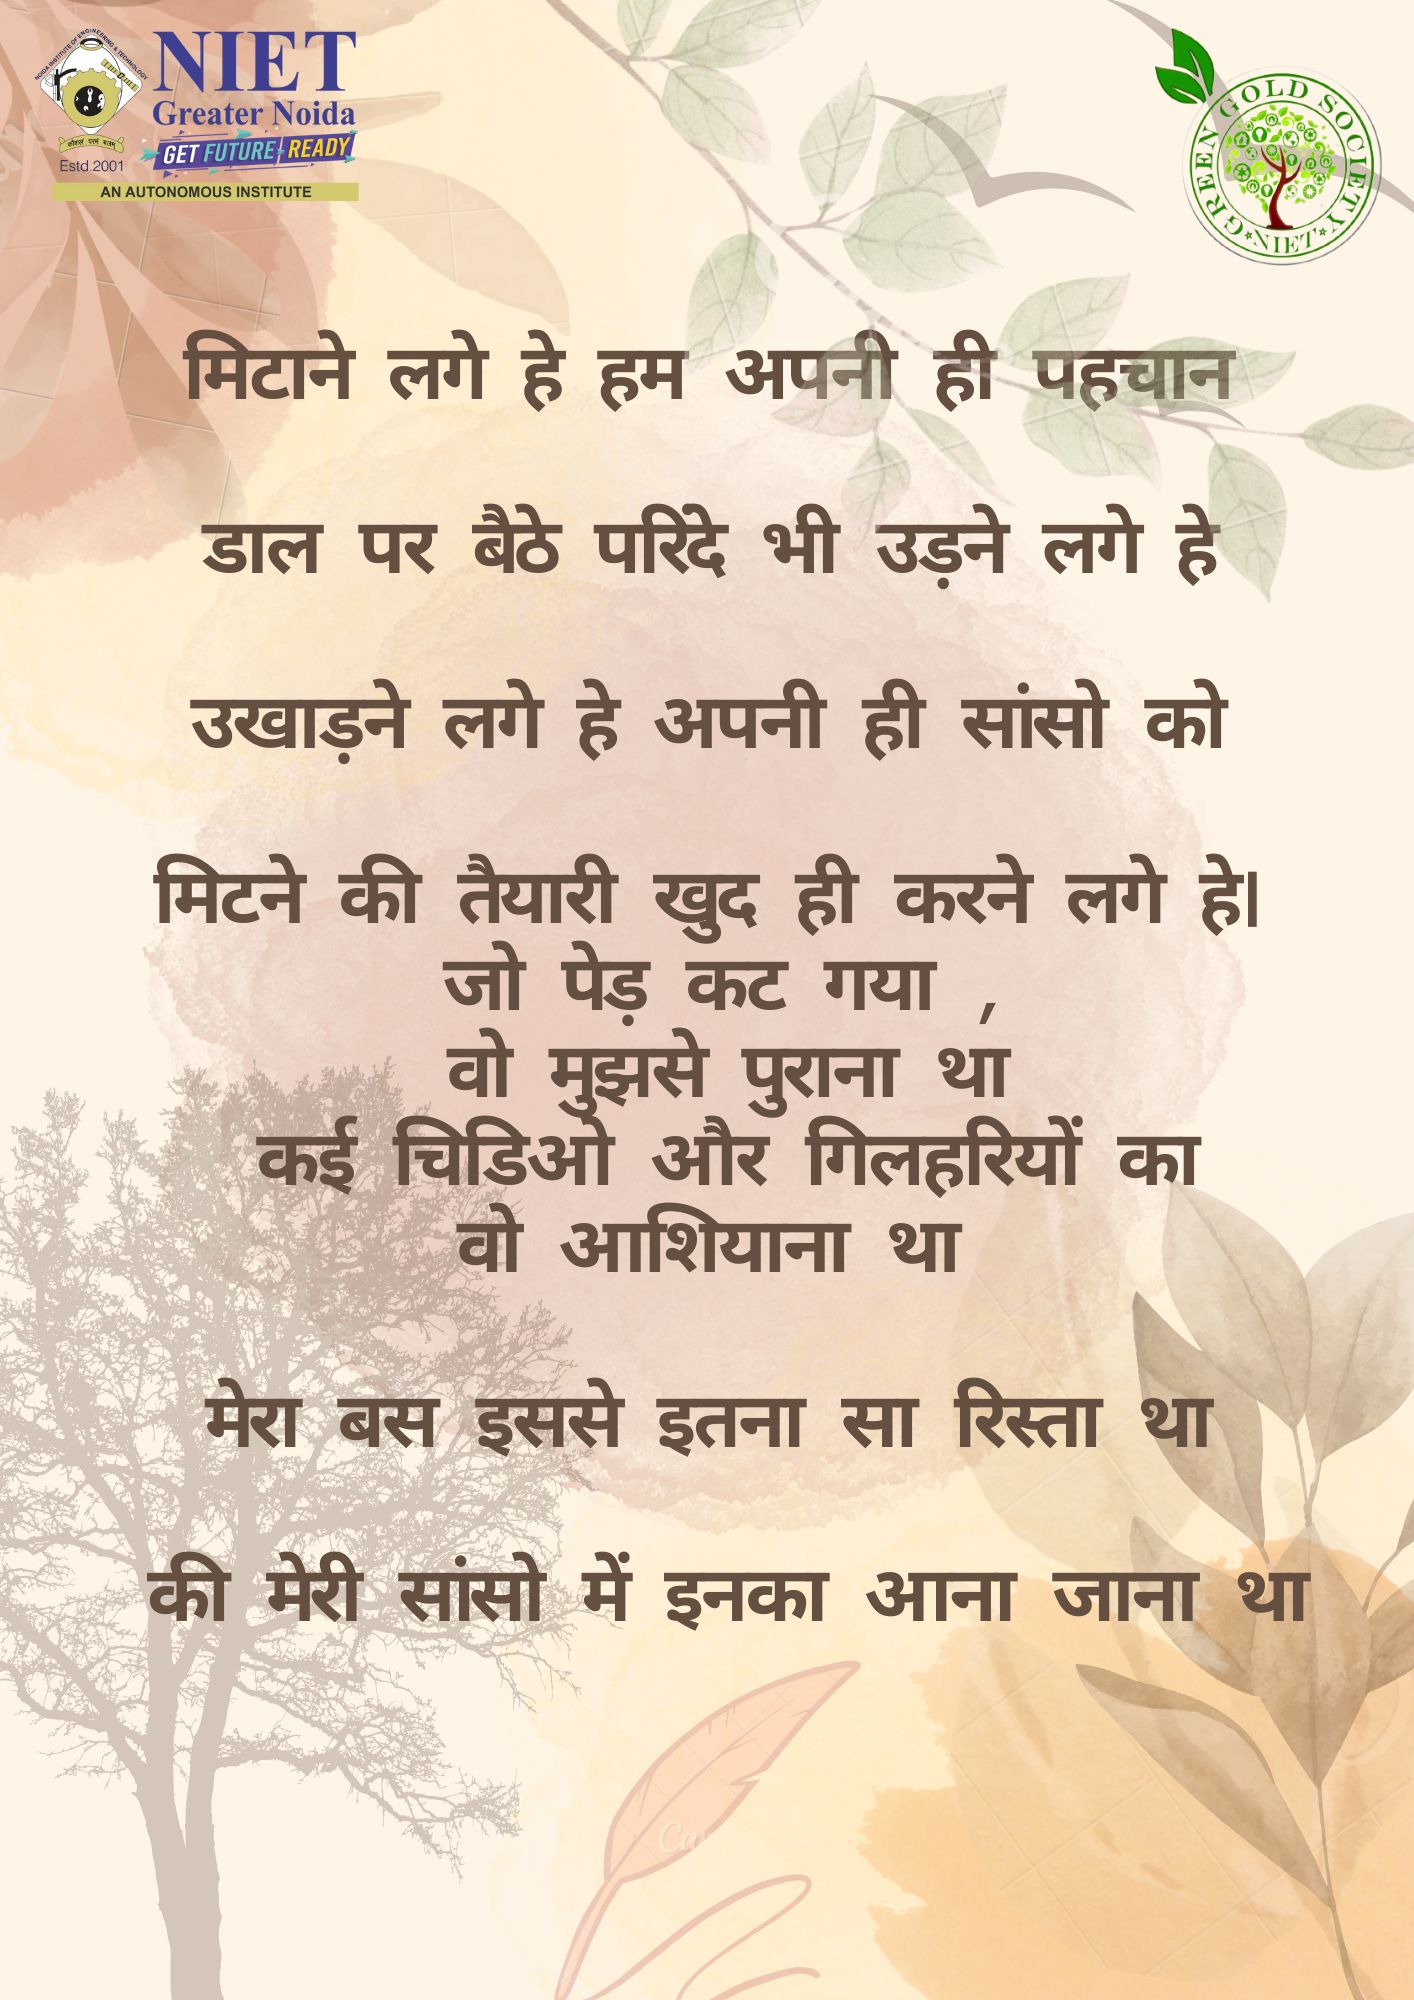 NOIDA INSTITUTE OF ENGINEERING & TECHNOLOGY
NIET
Greater Noida
GET FUTURE READY
कौशलं परमं बलम्
Estd.2001
AN AUTONOMOUS INSTITUTE
GREEN GOLD SOCIETY
NIET
मिटाने लगे हे हम अपनी ही पहचान
डाल पर बैठे परिंदे भी उड़ने लगे हे
उखाड़ने लगे हे अपनी ही सांसो को
मिटने की तैयारी खुद ही करने लगे हे|
जो पेड़ कट गया ,
वो मुझसे पुराना था
कई चिडिओ और गिलहरियों का
वो आशियाना था
मेरा बस इससे इतना सा रिस्ता था
की मेरी सांसो में इनका आना जाना था